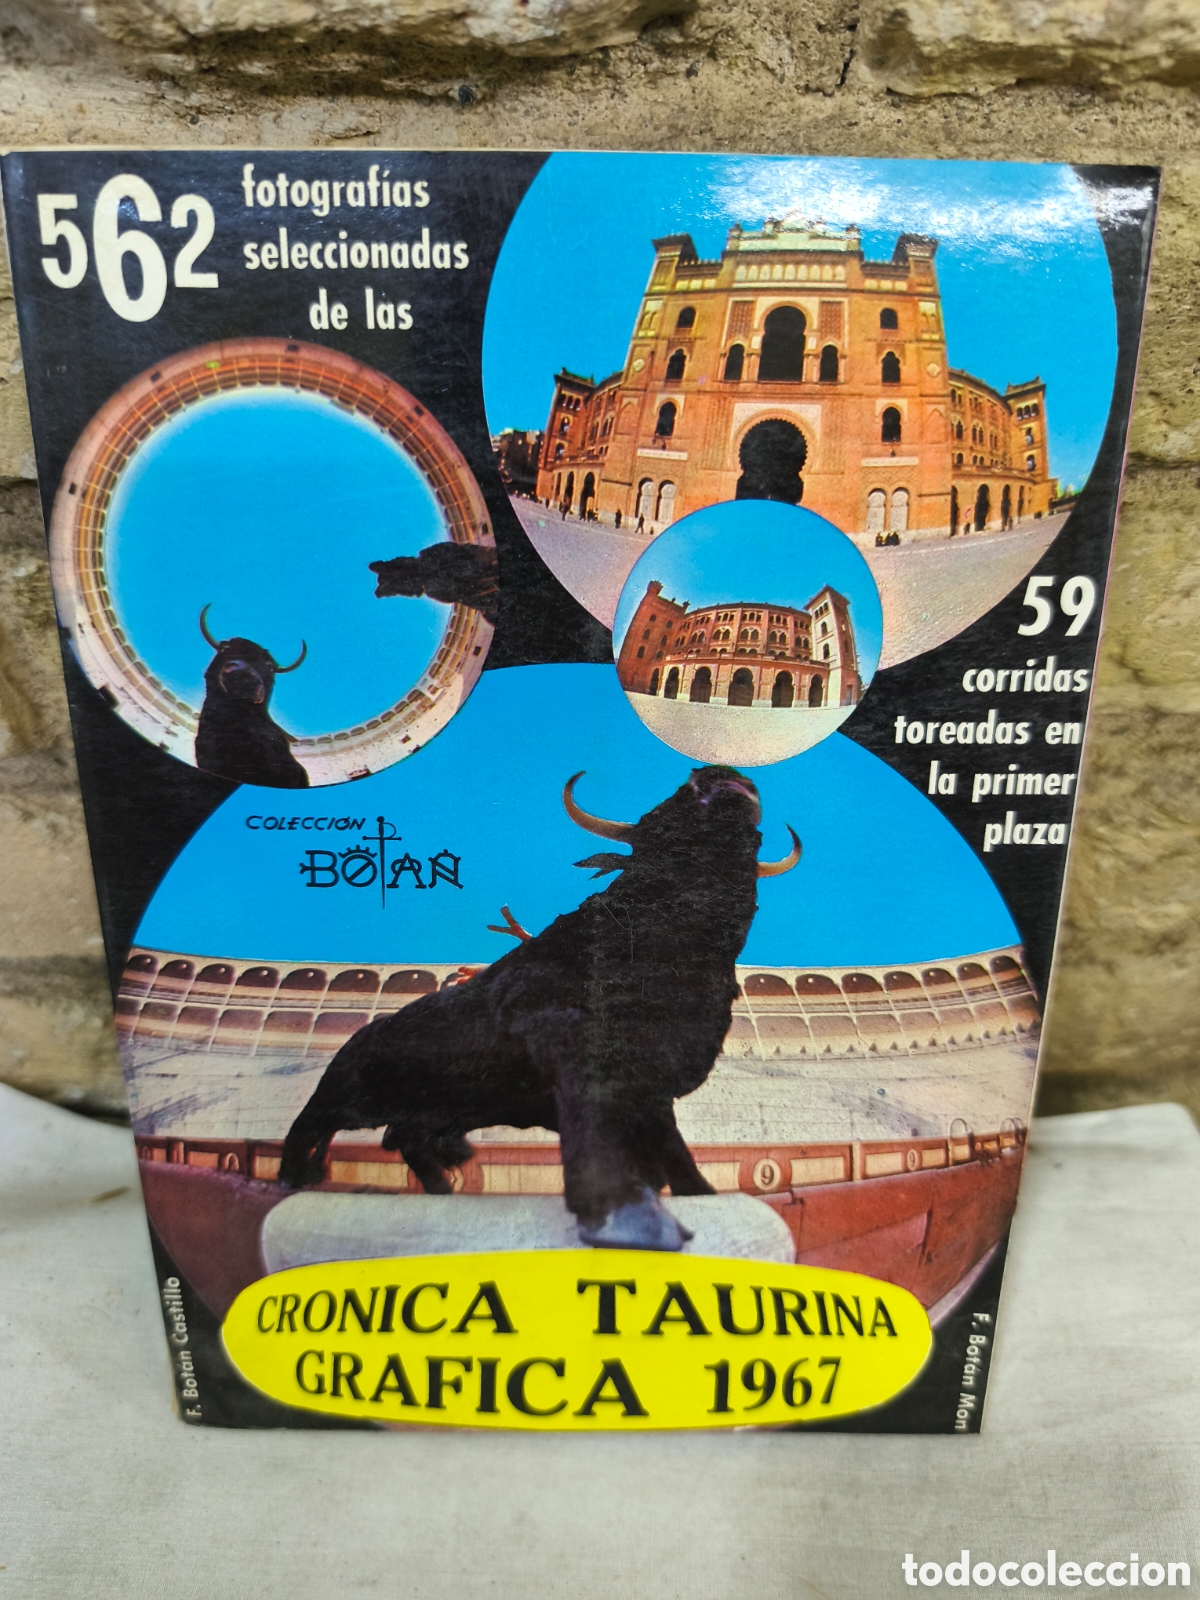 562
fotografías
seleccionadas
de las
59
corridas
toreadas en
la primer
plaza
COLECCIÓN
BOTAN
9
CRONICA TAURINA
GRAFICA 1967
F. Botán Castillo
F. Botán Mon
todocoleccion